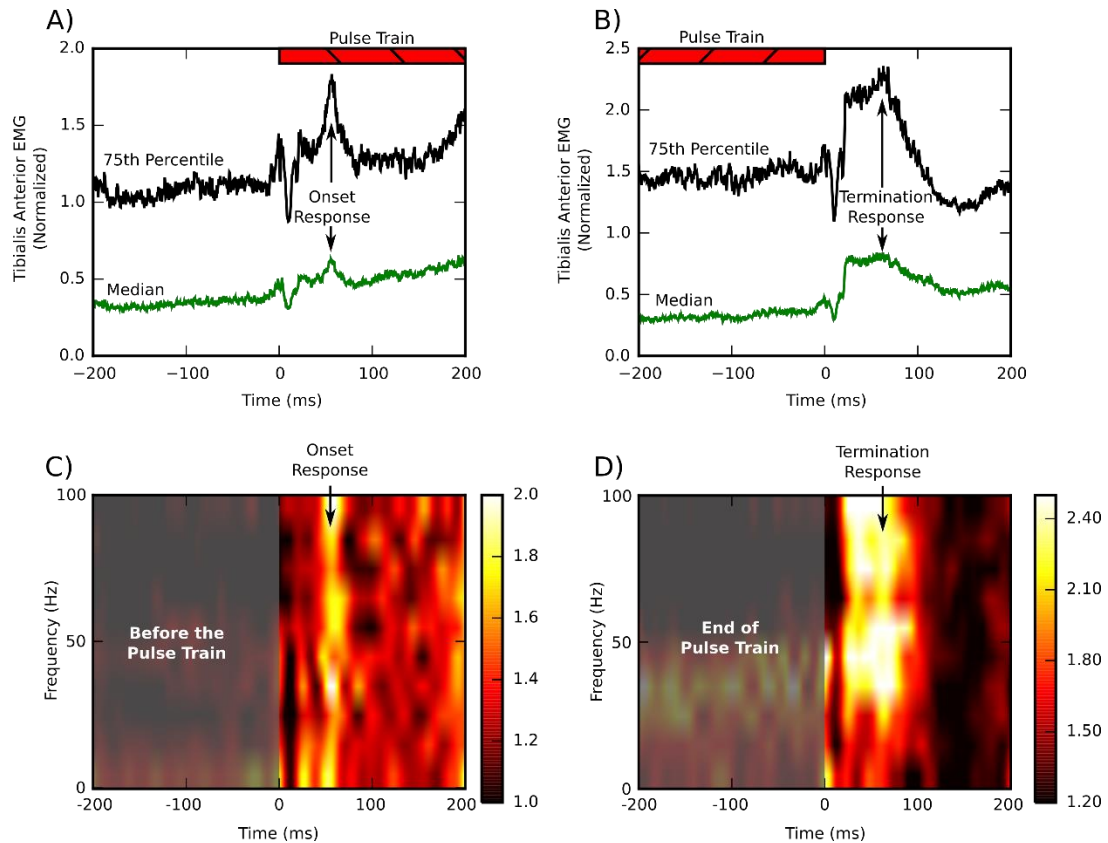 A)
Pulse Train
2.0
1.5
1.0
0.5
0.0
Tibialis Anterior EMG
(Normalized)
75th Percentile
Onset
Response
Median
−200
−100
0
100
200
Time (ms)
B)
Pulse Train
2.5
2.0
1.5
1.0
0.5
0.0
Tibialis Anterior EMG
(Normalized)
75th Percentile
Termination
Response
Median
−200
−100
0
100
200
Time (ms)
C)
Onset
Response
100
50
0
Frequency (Hz)
Before the
Pulse Train
-200
-100
0
100
200
Time (ms)
2.0
1.8
1.6
1.4
1.2
1.0
D)
Termination
Response
100
50
0
Frequency (Hz)
End of
Pulse Train
-200
-100
0
100
200
Time (ms)
2.40
2.10
1.80
1.50
1.20